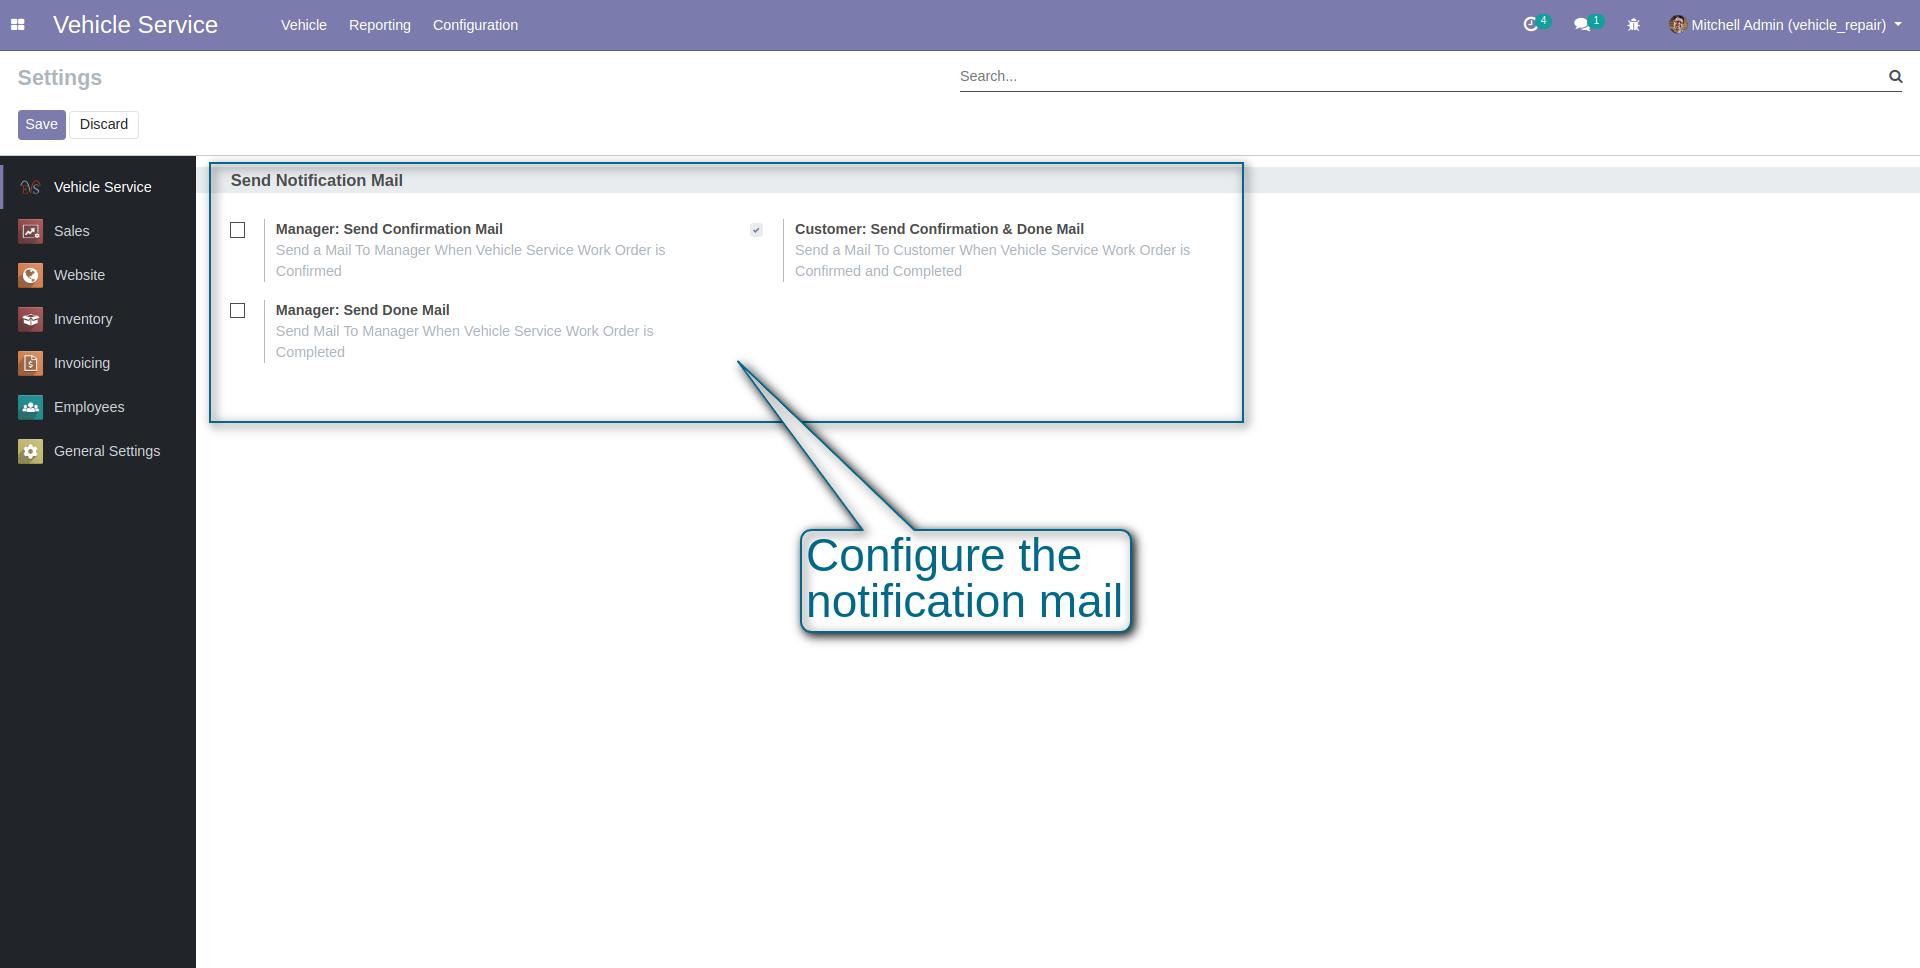 Vehicle Service
Vehicle Reporting Configuration
4
1
Mitchell Admin (vehicle_repair)
Settings
Search...
Save Discard
Vehicle Service
Sales
Website
Inventory
Invoicing
Employees
General Settings
Send Notification Mail
Manager: Send Confirmation Mail
Send a Mail To Manager When Vehicle Service Work Order is
Confirmed
Customer: Send Confirmation & Done Mail
Send a Mail To Customer When Vehicle Service Work Order is
Confirmed and Completed
Manager: Send Done Mail
Send Mail To Manager When Vehicle Service Work Order is
Completed
Configure the
notification mail